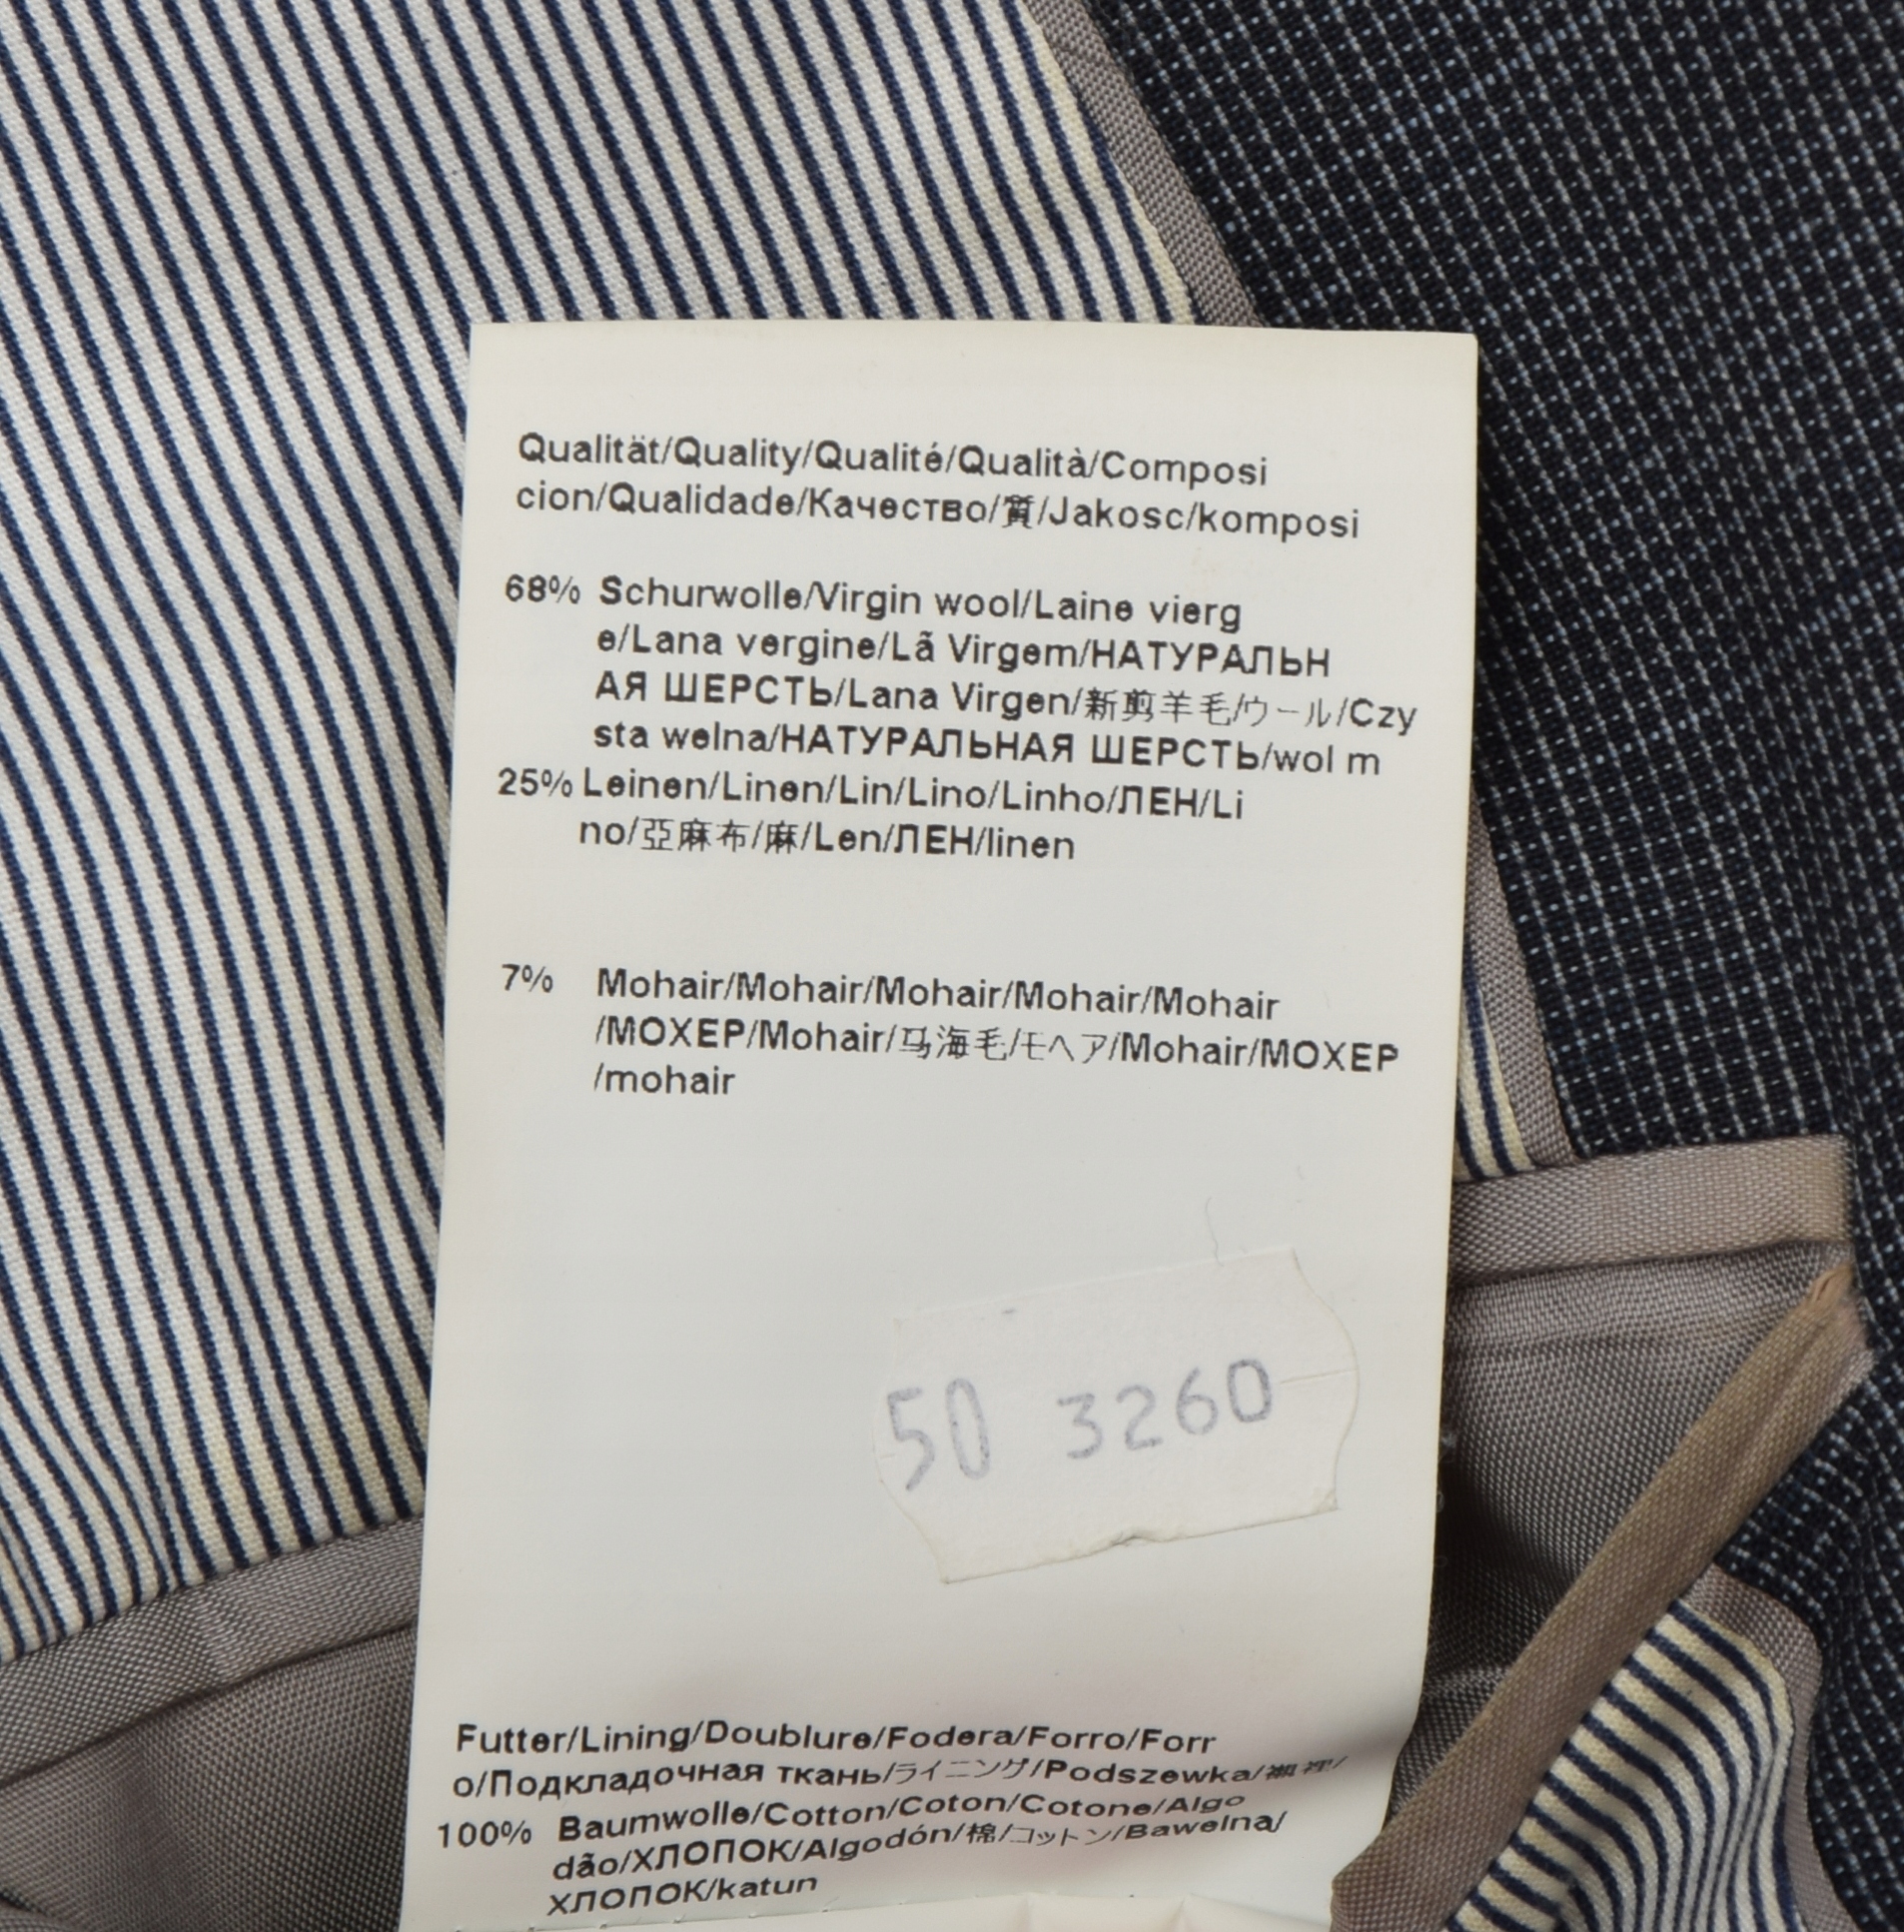 Qualität/Quality/Qualité/Qualità/Composi
cion/Qualidade/Качество/質/Jakosc/komposi
68% Schurwolle/Virgin wool/Laine vierg
e/Lana vergine/Lã Virgem/НАТУРАЛЬН
АЯ ШЕРСТЬ/Lana Virgen/新剪羊毛/ウール/Czy
sta welna/НАТУРАЛЬНАЯ ШЕРСТЬ/wol m
25% Leinen/Linen/Lin/Lino/Linho/ЛЕН/Li
no/亞麻布/麻/Len/ЛЕН/linen
7% Mohair/Mohair/Mohair/Mohair/Mohair
/МОХЕР/Mohair/马海毛/モヘア/Mohair/МОХЕР
/mohair
50 3260
Futter/Lining/Doublure/Fodera/Forro/Forr
o/Подкладочная ткань/ライニング/Podszewka/
100% Baumwolle/Cotton/Coton/Cotone/Algo
dão/ХЛОПОК/Algodón/棉/コットン/Bawelna/
ХЛОПОК/katun